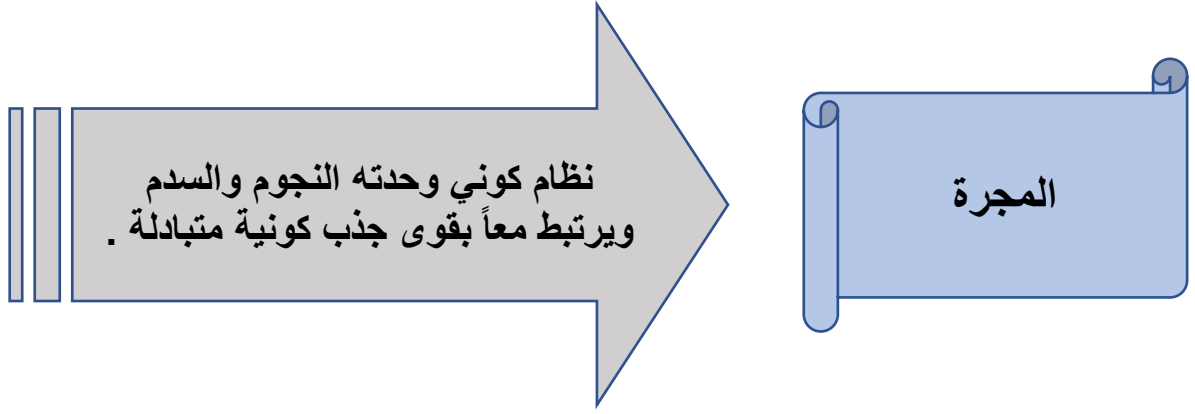 المجرة
نظام كوني وحدته النجوم والسدم
ويرتبط معاً بقوى جذب كونية متبادلة .